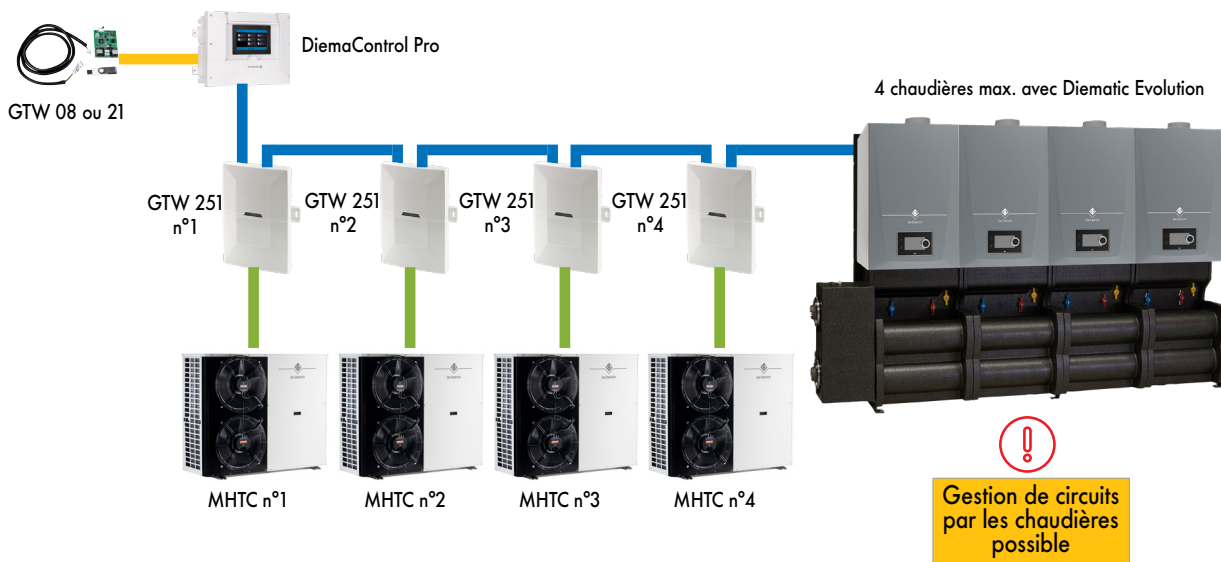 DiemaControl Pro
GTW 08 ou 21
4 chaudières max. avec Diematic Evolution
GTW 251
n°1
GTW 251
n°2
GTW 251
n°3
GTW 251
n°4
MHTC n°1
MHTC n°2
MHTC n°3
MHTC n°4
Gestion de circuits
par les chaudières
possible